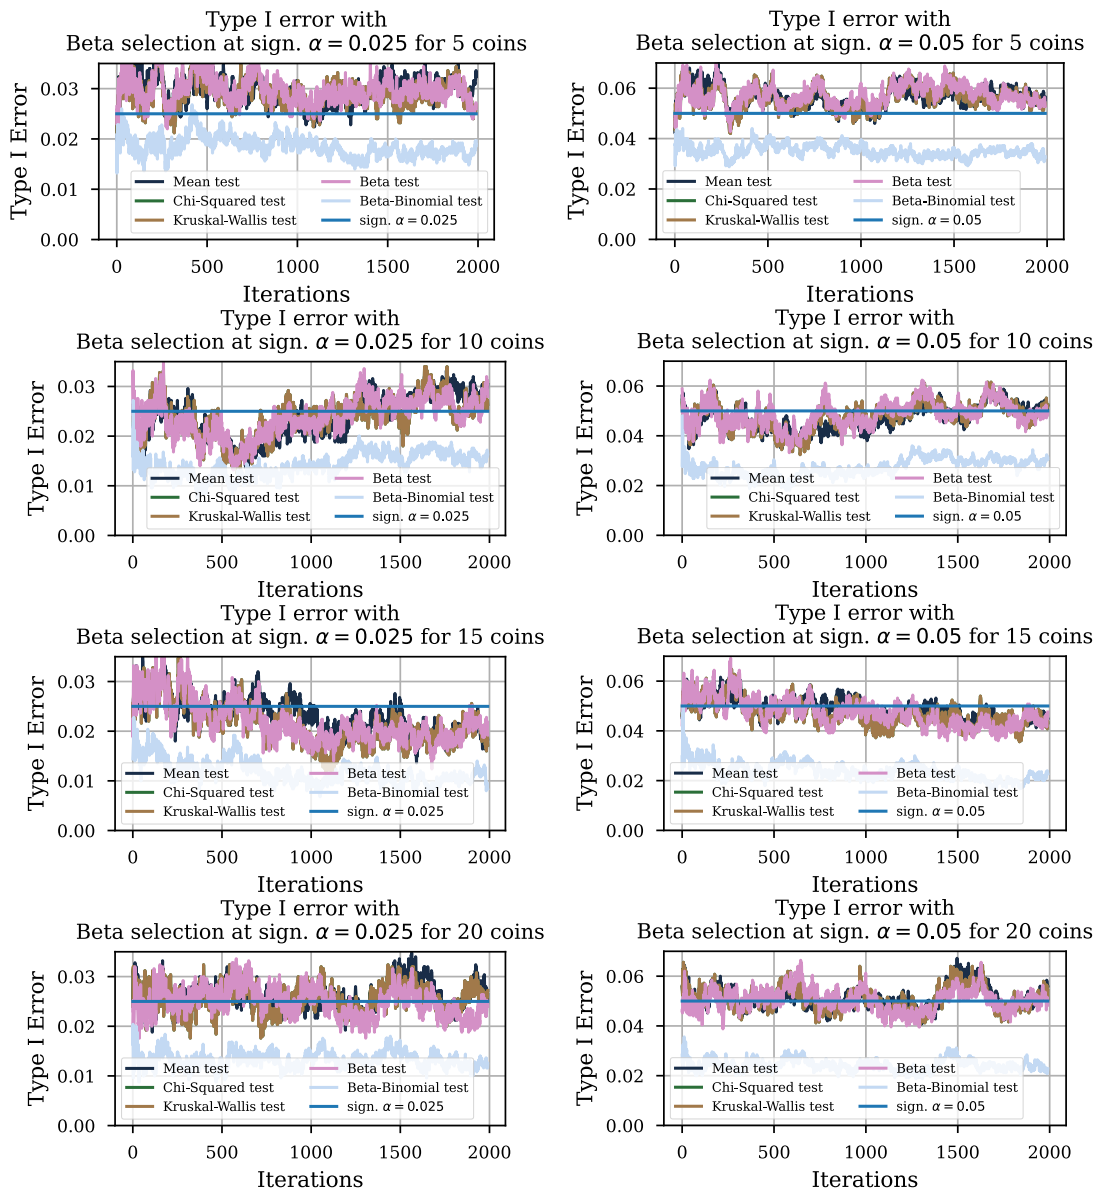 Type I error with
Beta selection at sign. α = 0.025 for 5 coins
Type I Error
0.03
0.02
0.01
0.00
Mean test
Chi-Squared test
Kruskal-Wallis test
Beta test
Beta-Binomial test
sign. α = 0.025
0 500 1000 1500 2000
Iterations
Type I error with
Beta selection at sign. α = 0.05 for 5 coins
Type I Error
0.06
0.04
0.02
0.00
Mean test
Chi-Squared test
Kruskal-Wallis test
Beta test
Beta-Binomial test
sign. α = 0.05
0 500 1000 1500 2000
Iterations
Type I error with
Beta selection at sign. α = 0.025 for 10 coins
Type I Error
0.03
0.02
0.01
0.00
Mean test
Chi-Squared test
Kruskal-Wallis test
Beta test
Beta-Binomial test
sign. α = 0.025
0 500 1000 1500 2000
Iterations
Type I error with
Beta selection at sign. α = 0.05 for 10 coins
Type I Error
0.06
0.04
0.02
0.00
Mean test
Chi-Squared test
Kruskal-Wallis test
Beta test
Beta-Binomial test
sign. α = 0.05
0 500 1000 1500 2000
Iterations
Type I error with
Beta selection at sign. α = 0.025 for 15 coins
Type I Error
0.03
0.02
0.01
0.00
Mean test
Chi-Squared test
Kruskal-Wallis test
Beta test
Beta-Binomial test
sign. α = 0.025
0 500 1000 1500 2000
Iterations
Type I error with
Beta selection at sign. α = 0.05 for 15 coins
Type I Error
0.06
0.04
0.02
0.00
Mean test
Chi-Squared test
Kruskal-Wallis test
Beta test
Beta-Binomial test
sign. α = 0.05
0 500 1000 1500 2000
Iterations
Type I error with
Beta selection at sign. α = 0.025 for 20 coins
Type I Error
0.03
0.02
0.01
0.00
Mean test
Chi-Squared test
Kruskal-Wallis test
Beta test
Beta-Binomial test
sign. α = 0.025
0 500 1000 1500 2000
Iterations
Type I error with
Beta selection at sign. α = 0.05 for 20 coins
Type I Error
0.06
0.04
0.02
0.00
Mean test
Chi-Squared test
Kruskal-Wallis test
Beta test
Beta-Binomial test
sign. α = 0.05
0 500 1000 1500 2000
Iterations